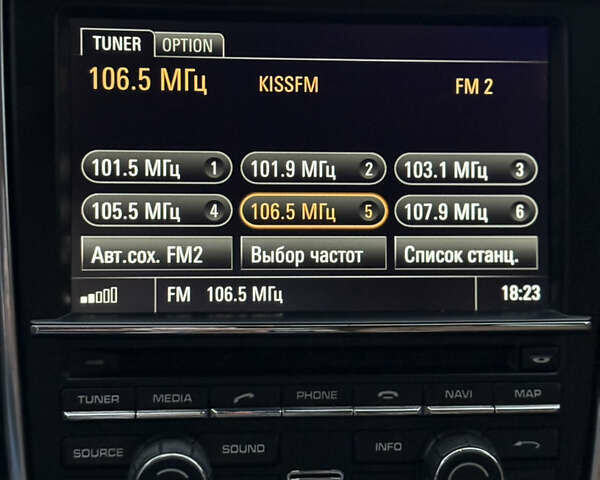 TUNER OPTION
106.5 МГц KISSFM FM 2
101.5 МГц 1 101.9 МГц 2 103.1 МГц 3
105.5 МГц 4 106.5 МГц 5 107.9 МГц 6
Авт.сох. FM2 Выбор частот Список станц.
FM 106.5 МГц 18:23
TUNER MEDIA PHONE NAVI MAP
SOURCE SOUND INFO